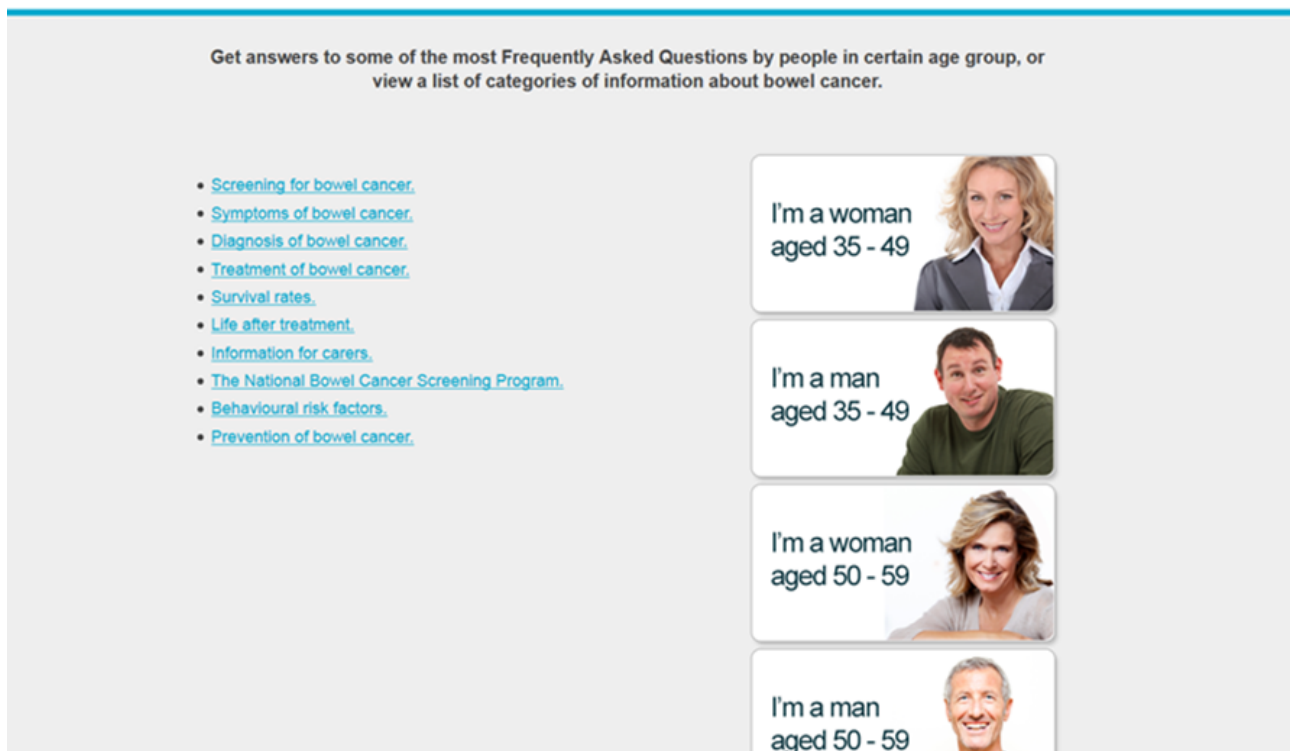 Get answers to some of the most Frequently Asked Questions by people in certain age group, or
view a list of categories of information about bowel cancer.
Screening for bowel cancer.
Symptoms of bowel cancer.
Diagnosis of bowel cancer.
Treatment of bowel cancer.
Survival rates.
Life after treatment.
Information for carers.
The National Bowel Cancer Screening Program.
Behavioural risk factors.
Prevention of bowel cancer.
I'm a woman
aged 35 - 49
I'm a man
aged 35 - 49
I'm a woman
aged 50 - 59
I'm a man
aged 50 - 59